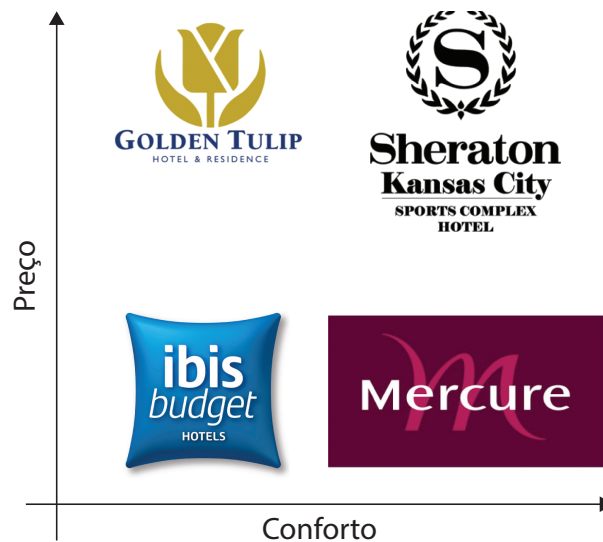 GOLDEN TULIP
HOTEL & RESIDENCE
S
Sheraton
Kansas City
SPORTS COMPLEX
HOTEL
Preço
ibis
budget
HOTELS
Mercure
Conforto